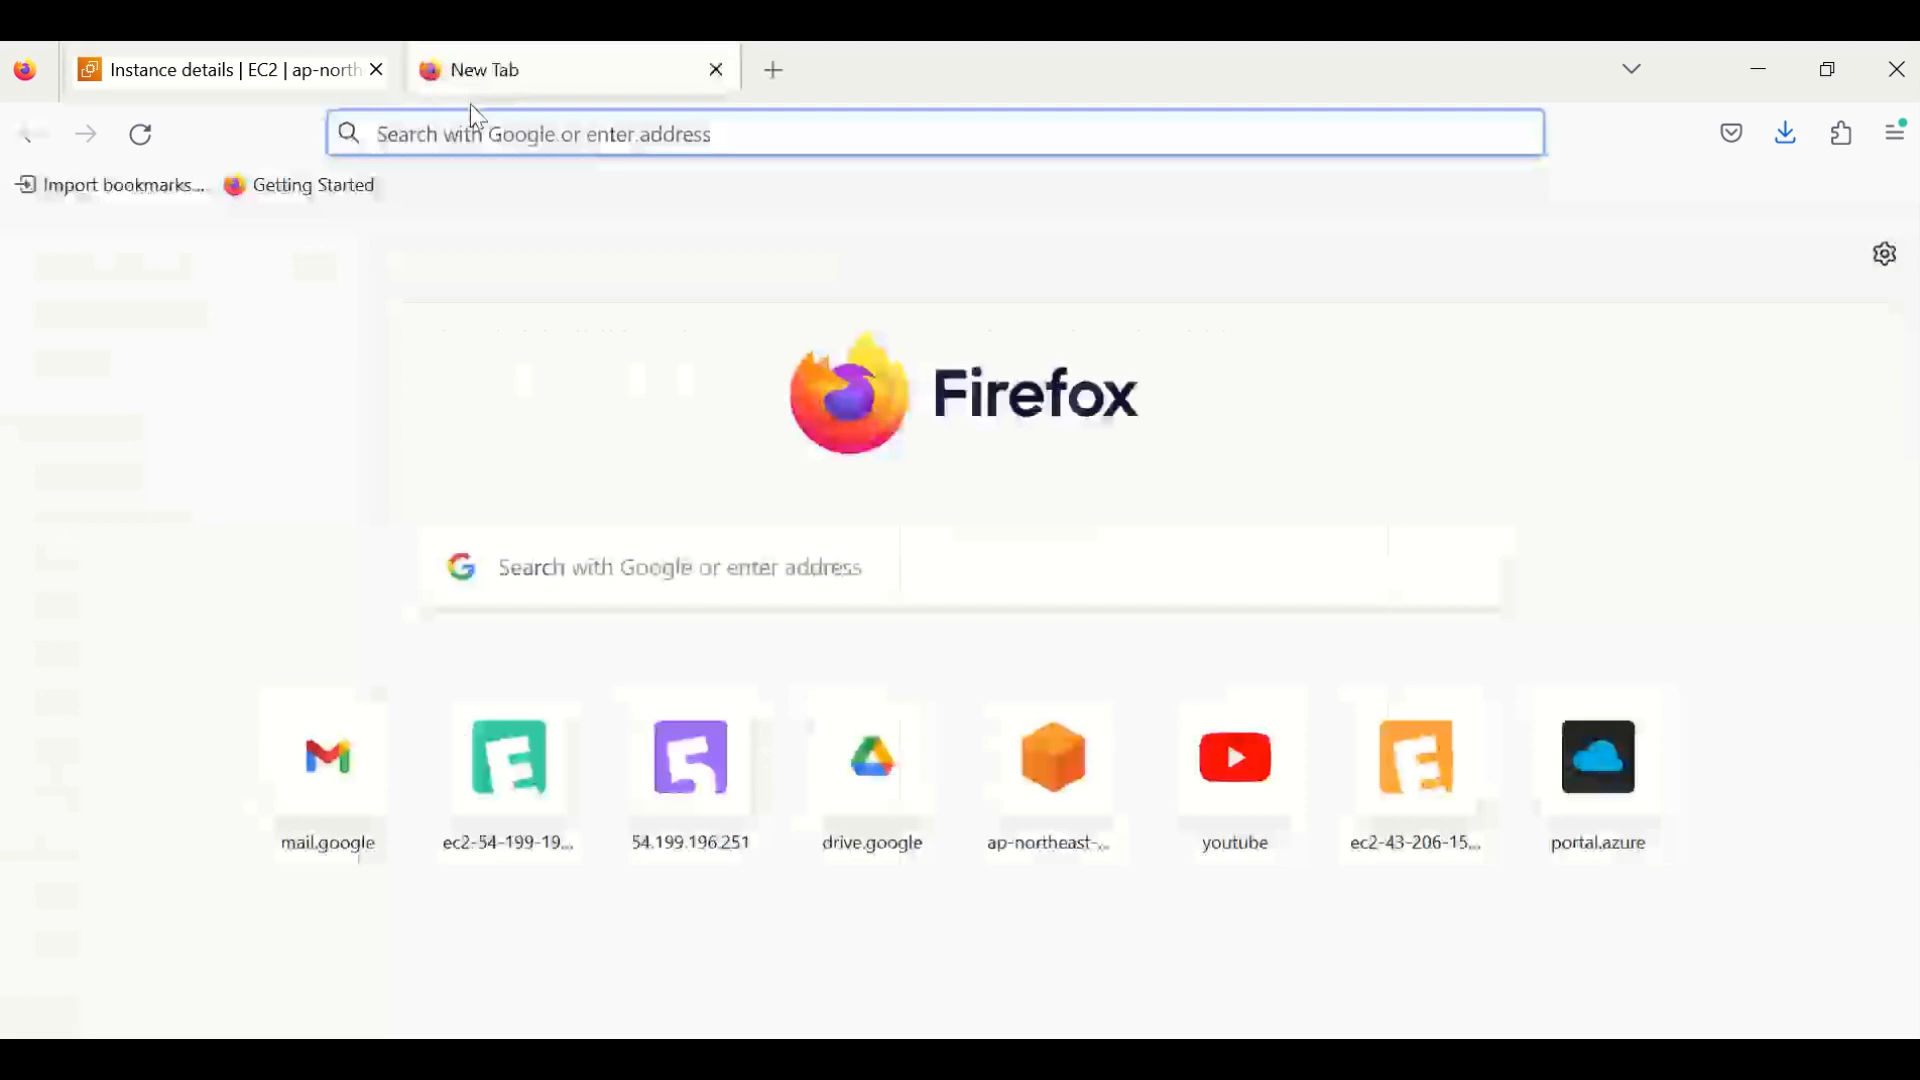 Instance details | EC2 | ap-north
New Tab
Search with Google or enter address
Import bookmarks...
Getting Started
Firefox
Search with Google or enter address
mail.google
ec2-54-199-19...
54.199.196.251
drive.google
ap-northeast-...
youtube
ec2-43-206-15...
portal.azure